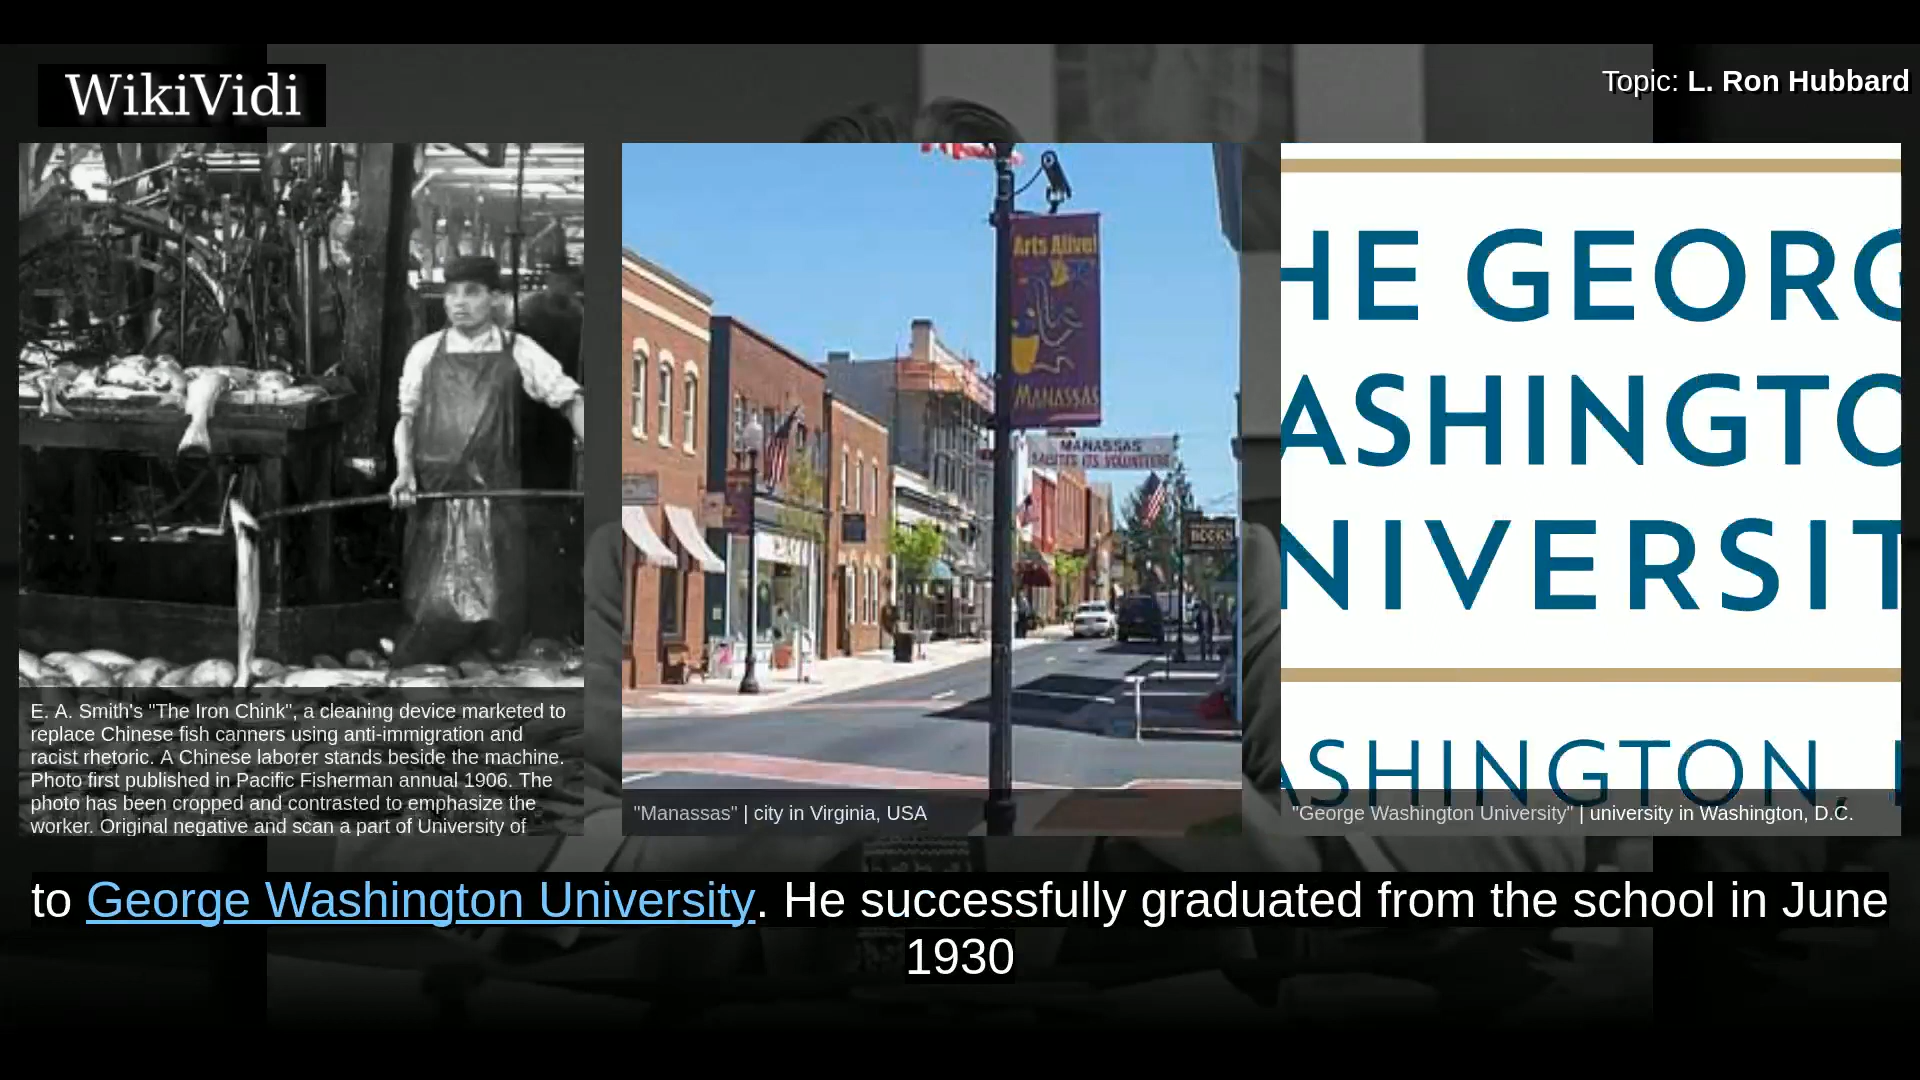 WikiVidi
Topic: L. Ron Hubbard
Arts Alive!
MANASSAS
MANASSAS
SALUTES ITS VOLUNTEERS
BOOKS
HE GEORG
ASHINGTO
NIVERSIT
ASHINGTON,
E. A. Smith's "The Iron Chink", a cleaning device marketed to
replace Chinese fish canners using anti-immigration and
racist rhetoric. A Chinese laborer stands beside the machine.
Photo first published in Pacific Fisherman annual 1906. The
photo has been cropped and contrasted to emphasize the
worker. Original negative and scan a part of University of
"Manassas" | city in Virginia, USA
"George Washington University" | university in Washington, D.C.
to George Washington University. He successfully graduated from the school in June
1930